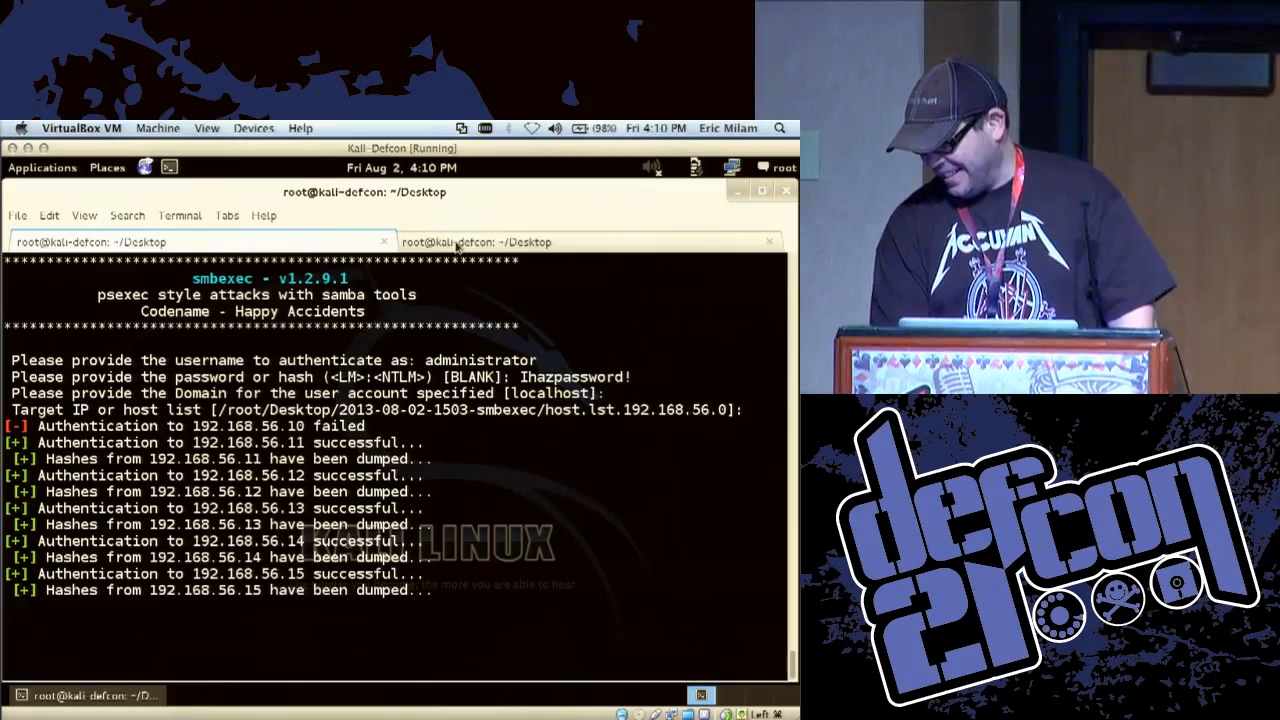 VirtualBox VM Machine View Devices Help (98%) Fri 4:10 PM Eric Milam
Kali-Defcon [Running]
Applications Places Fri Aug 2, 4:10 PM root
root@kali-defcon: ~/Desktop
File Edit View Search Terminal Tabs Help
root@kali-defcon: ~/Desktop × root@kali-defcon: ~/Desktop ×
************************************************************
smbexec - v1.2.9.1
psexec style attacks with samba tools
Codename - Happy Accidents
************************************************************
Please provide the username to authenticate as: administrator
Please provide the password or hash (<LM>:<NTLM>) [BLANK]: Ihazpassword!
Please provide the Domain for the user account specified [localhost]:
Target IP or host list [/root/Desktop/2013-08-02-1503-smbexec/host.lst.192.168.56.0]:
[-] Authentication to 192.168.56.10 failed
[+] Authentication to 192.168.56.11 successful...
[+] Hashes from 192.168.56.11 have been dumped...
[+] Authentication to 192.168.56.12 successful...
[+] Hashes from 192.168.56.12 have been dumped...
[+] Authentication to 192.168.56.13 successful...
[+] Hashes from 192.168.56.13 have been dumped...
[+] Authentication to 192.168.56.14 successful...
[+] Hashes from 192.168.56.14 have been dumped...
[+] Authentication to 192.168.56.15 successful...
[+] Hashes from 192.168.56.15 have been dumped...
KALI LINUX
the more you are able to hear
root@kali-defcon: ~/D...
Left ⌘
ACCUVANT
defcon
21